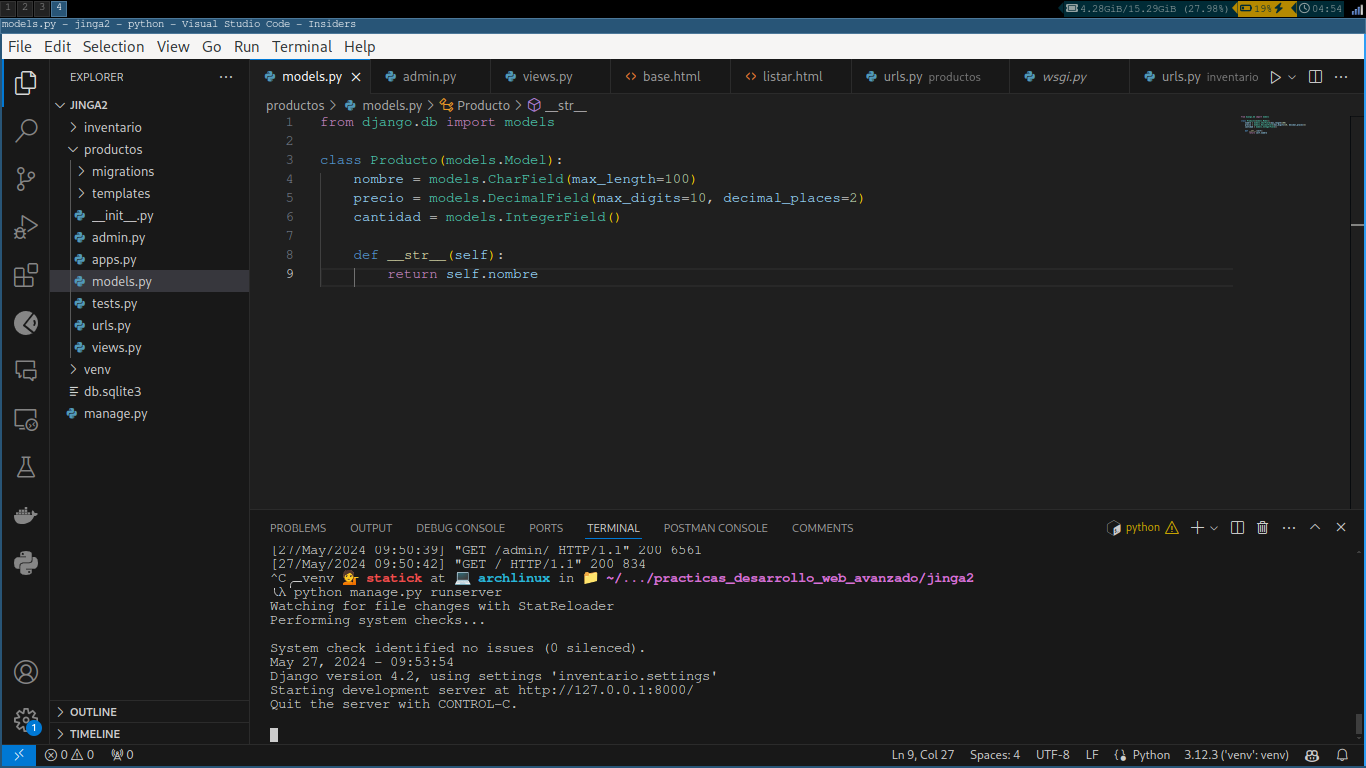 1 2 3 4 4.28GiB/15.29GiB (27.98%) 19% 04:54
models.py - jinga2 - python - Visual Studio Code - Insiders
File Edit Selection View Go Run Terminal Help
EXPLORER
models.py admin.py views.py base.html listar.html urls.py productos wsgi.py urls.py inventario
JINGA2
inventario
productos
migrations
templates
__init__.py
admin.py
apps.py
models.py
tests.py
urls.py
views.py
venv
db.sqlite3
manage.py
OUTLINE
TIMELINE
productos > models.py > Producto > __str__
1 from django.db import models
2
3 class Producto(models.Model):
4 nombre = models.CharField(max_length=100)
5 precio = models.DecimalField(max_digits=10, decimal_places=2)
6 cantidad = models.IntegerField()
7
8 def __str__(self):
9 return self.nombre
PROBLEMS OUTPUT DEBUG CONSOLE PORTS TERMINAL POSTMAN CONSOLE COMMENTS
python
[27/May/2024 09:50:39] "GET /admin/ HTTP/1.1" 200 6561
[27/May/2024 09:50:42] "GET / HTTP/1.1" 200 834
^C venv 💁 statick at 💻 archlinux in 📁 ~/.../practicas_desarrollo_web_avanzado/jinga2
λ python manage.py runserver
Watching for file changes with StatReloader
Performing system checks...
System check identified no issues (0 silenced).
May 27, 2024 - 09:53:54
Django version 4.2, using settings 'inventario.settings'
Starting development server at http://127.0.0.1:8000/
Quit the server with CONTROL-C.
1
0 0 0 Ln 9, Col 27 Spaces: 4 UTF-8 LF Python 3.12.3 ('venv': venv)